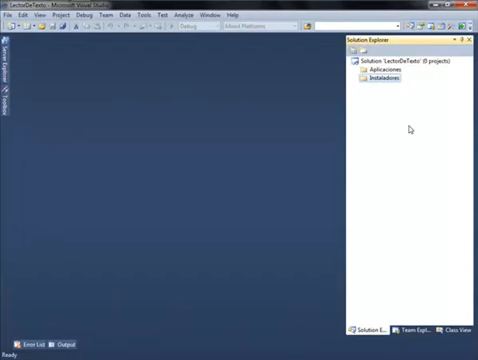 LectorDeTexto - Microsoft Visual Studio
File Edit View Project Debug Team Data Tools Test Analyze Window Help
Debug
Mixed Platforms
Server Explorer
Toolbox
Solution Explorer
Solution 'LectorDeTexto' (0 projects)
Aplicaciones
Instaladores
Solution E... Team Expl... Class View
Error List Output
Ready